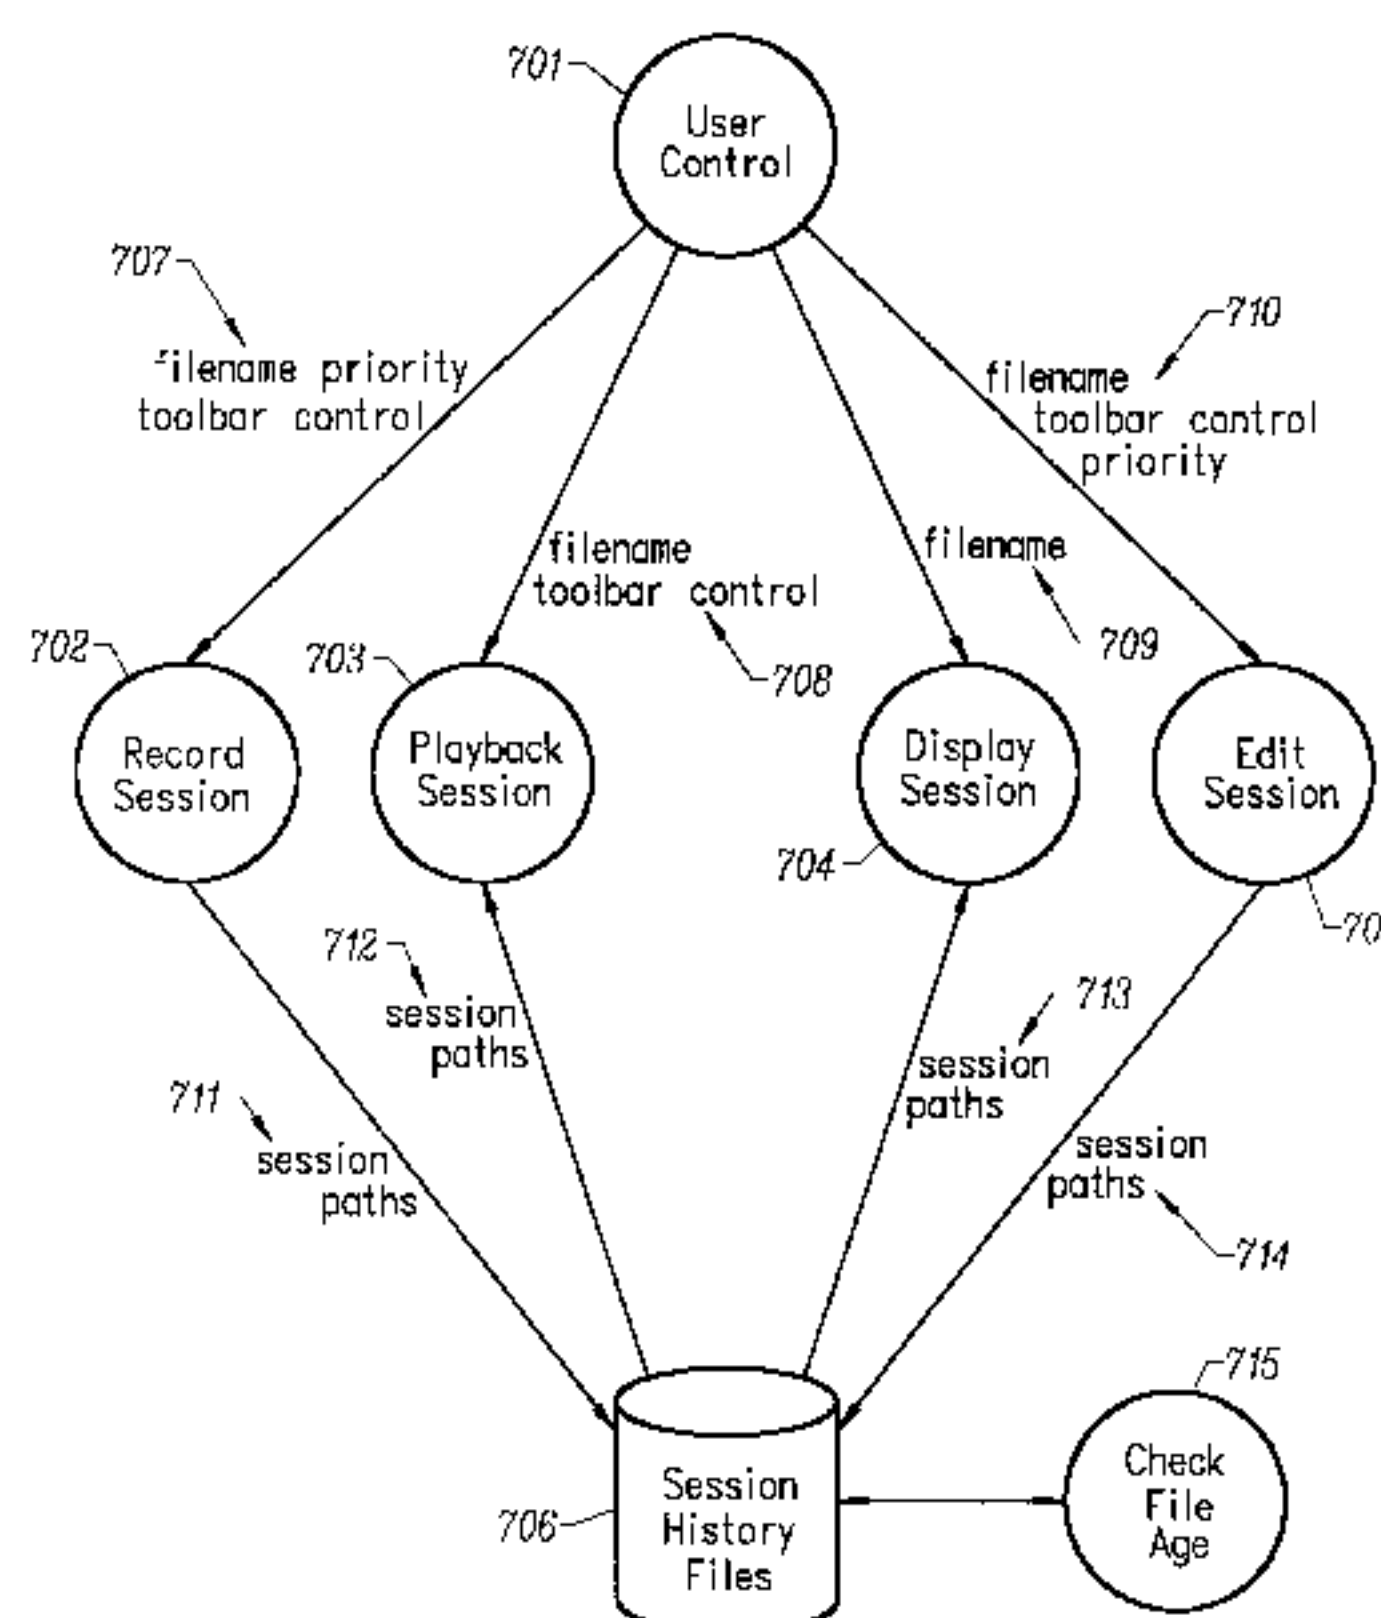 701
User
Control
707
filename priority
toolbar control
710
filename
toolbar control
priority
filename
toolbar control
708
filename
709
702
Record
Session
703
Playback
Session
704
Display
Session
Edit
Session
70
712
session
paths
713
session
paths
711
session
paths
session
paths
714
715
Check
File
Age
706
Session
History
Files